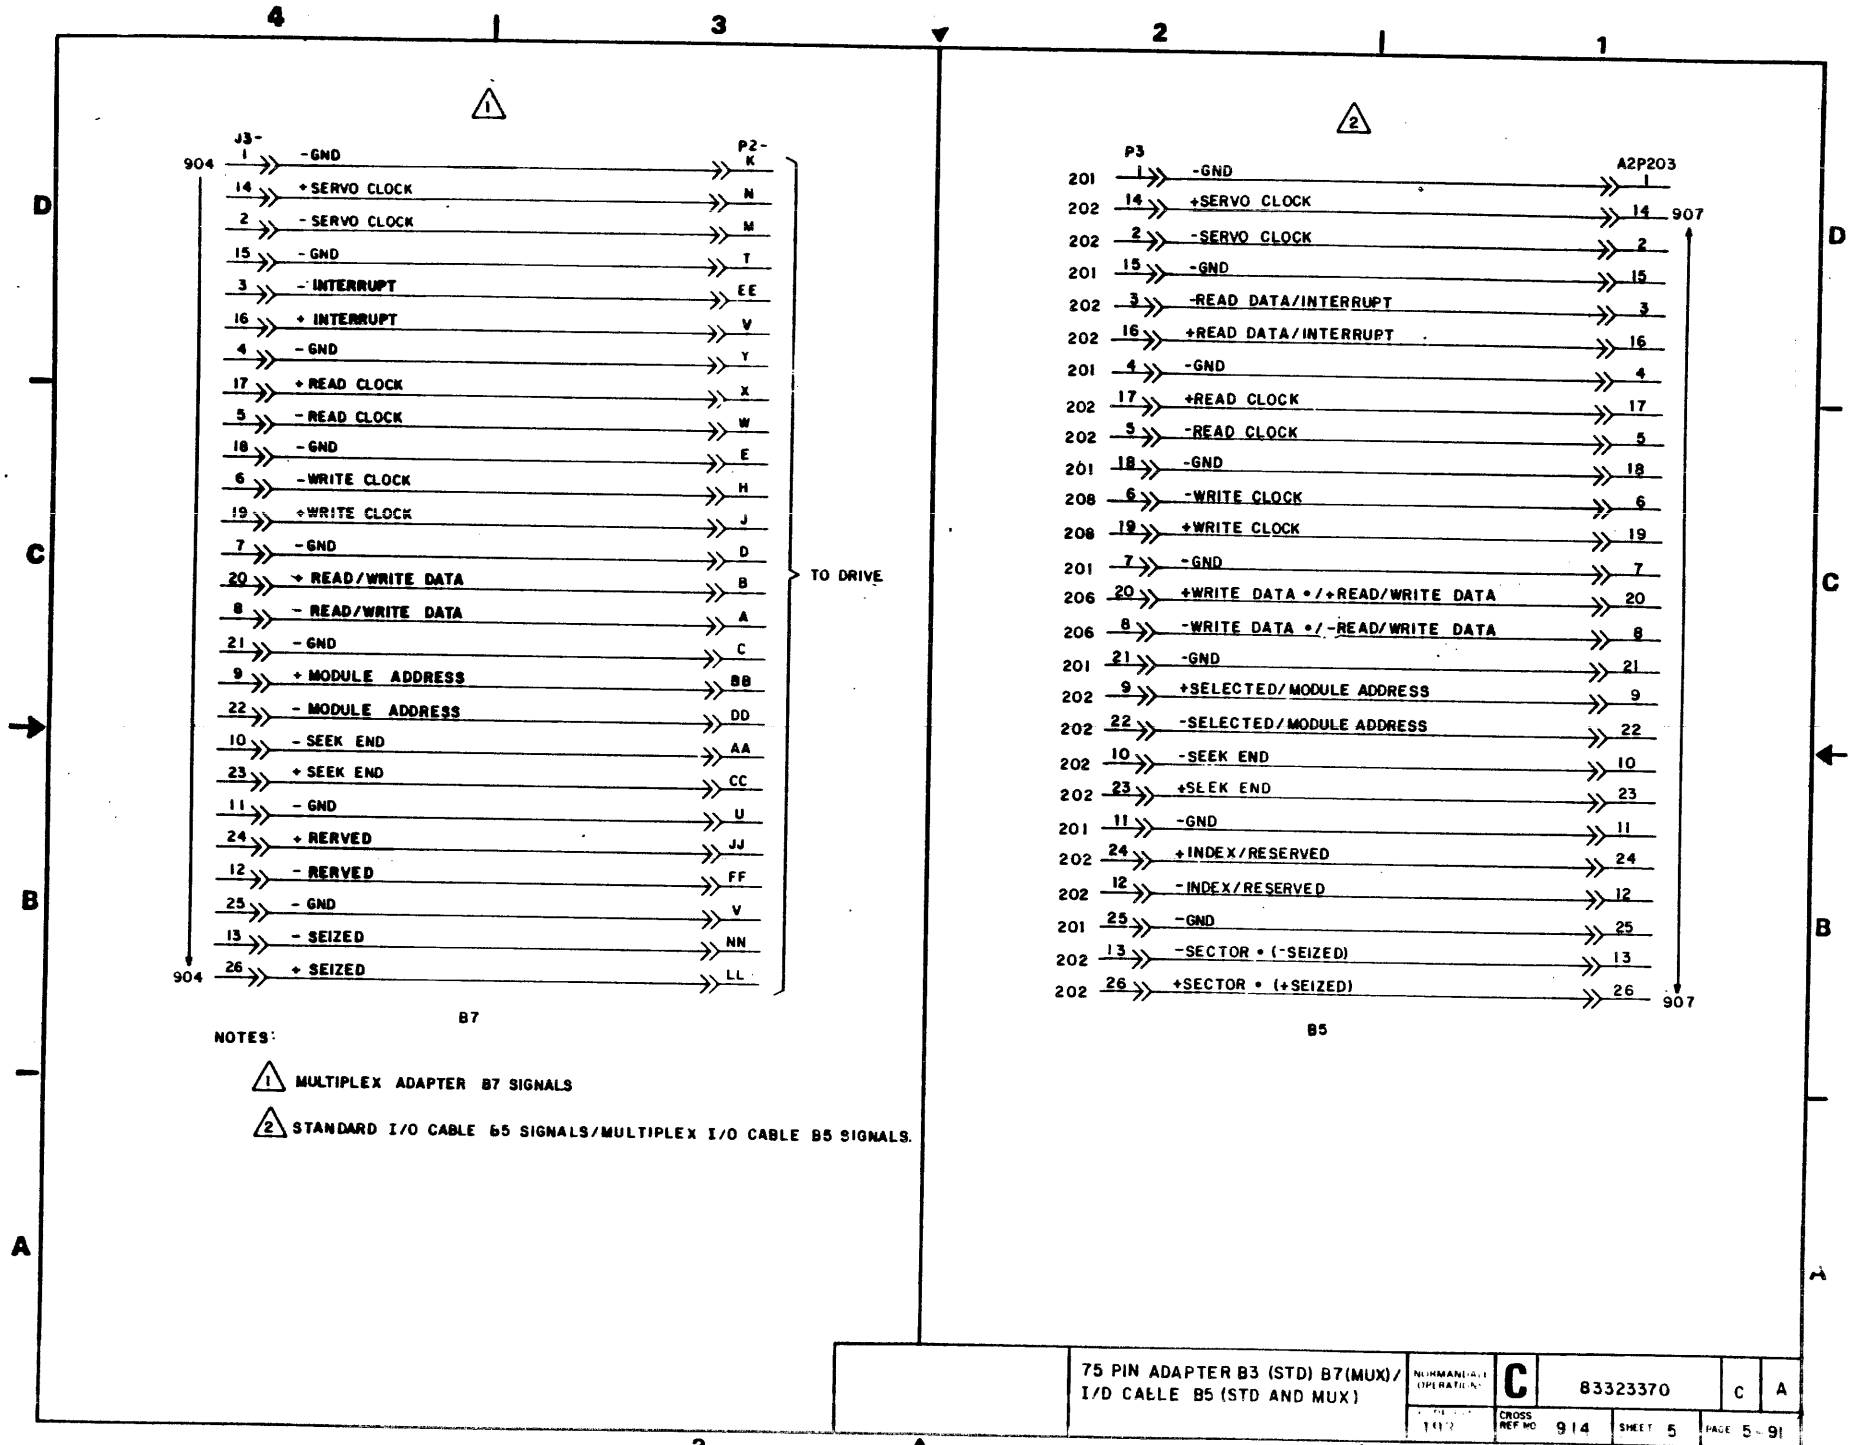 4 3 2 1
1
J3- P2-
904 1 -GND K
14 +SERVO CLOCK N
2 -SERVO CLOCK M
15 -GND T
3 -INTERRUPT EE
16 +INTERRUPT V
4 -GND Y
17 +READ CLOCK X
5 -READ CLOCK W
18 -GND E
6 -WRITE CLOCK H
19 +WRITE CLOCK J
7 -GND D
20 +READ/WRITE DATA B
8 -READ/WRITE DATA A
21 -GND C
9 +MODULE ADDRESS BB
22 -MODULE ADDRESS DD
10 -SEEK END AA
23 +SEEK END CC
11 -GND U
24 +RERVED JJ
12 -RERVED FF
25 -GND V
13 -SEIZED NN
904 26 +SEIZED LL
TO DRIVE
B7
NOTES:
1 MULTIPLEX ADAPTER B7 SIGNALS
2 STANDARD I/O CABLE B5 SIGNALS/MULTIPLEX I/O CABLE B5 SIGNALS.
2
P3 A2P203
201 1 -GND 1
202 14 +SERVO CLOCK 14 907
202 2 -SERVO CLOCK 2
201 15 -GND 15
202 3 -READ DATA/INTERRUPT 3
202 16 +READ DATA/INTERRUPT 16
201 4 -GND 4
202 17 +READ CLOCK 17
202 5 -READ CLOCK 5
201 18 -GND 18
208 6 -WRITE CLOCK 6
208 19 +WRITE CLOCK 19
201 7 -GND 7
206 20 +WRITE DATA •/+READ/WRITE DATA 20
206 8 -WRITE DATA •/-READ/WRITE DATA 8
201 21 -GND 21
202 9 +SELECTED/MODULE ADDRESS 9
202 22 -SELECTED/MODULE ADDRESS 22
202 10 -SEEK END 10
202 23 +SEEK END 23
201 11 -GND 11
202 24 +INDEX/RESERVED 24
202 12 -INDEX/RESERVED 12
201 25 -GND 25
202 13 -SECTOR • (-SEIZED) 13
202 26 +SECTOR • (+SEIZED) 26 907
B5
D D
C C
B B
A A
75 PIN ADAPTER B3 (STD) B7(MUX)/
I/D CABLE B5 (STD AND MUX)
NORMANDALE
OPERATIONS
C 83323370 C A
CROSS
REF NO 914 SHEET 5 PAGE 5-91